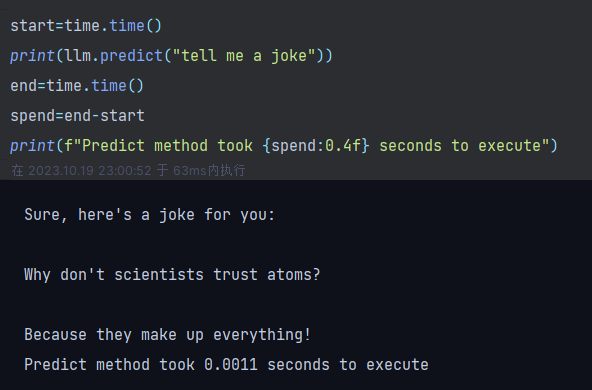 start=time.time()
print(llm.predict("tell me a joke"))
end=time.time()
spend=end-start
print(f"Predict method took {spend:0.4f} seconds to execute")
在 2023.10.19 23:00:52 于 63ms内执行
Sure, here's a joke for you:
Why don't scientists trust atoms?
Because they make up everything!
Predict method took 0.0011 seconds to execute